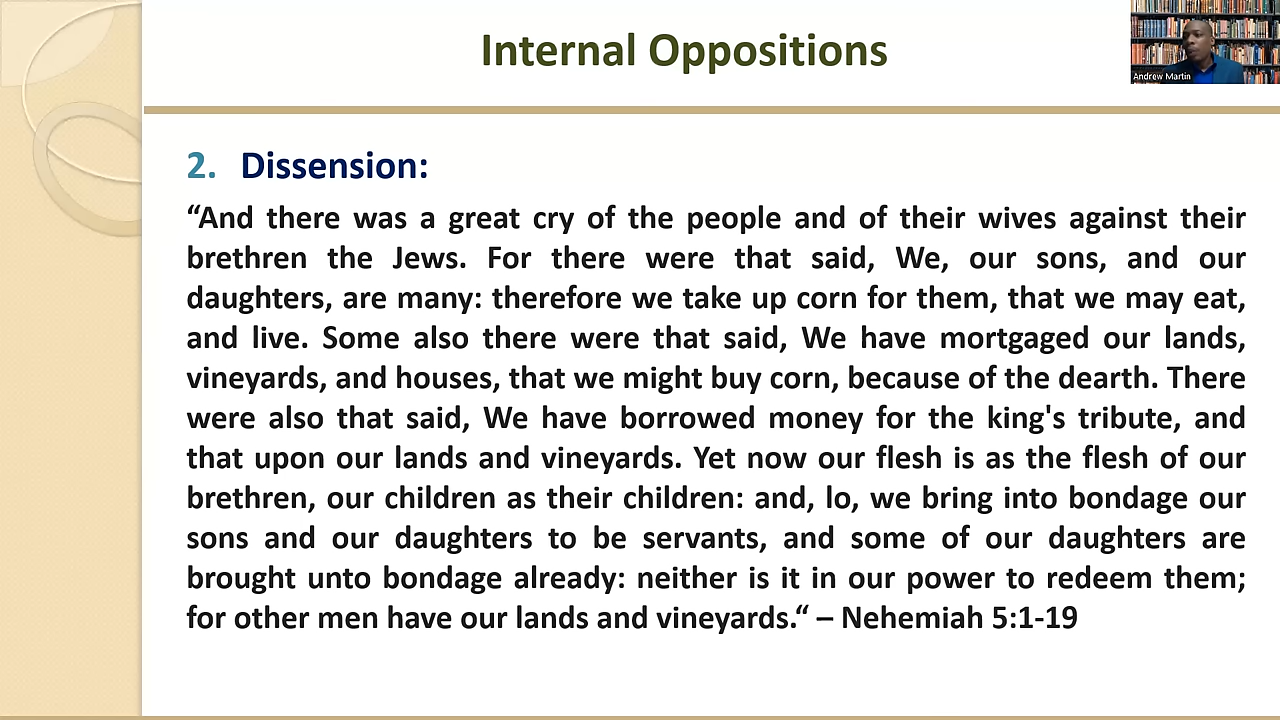 Internal Oppositions
Andrew Martin
2. Dissension:
“And there was a great cry of the people and of their wives against their
brethren the Jews. For there were that said, We, our sons, and our
daughters, are many: therefore we take up corn for them, that we may eat,
and live. Some also there were that said, We have mortgaged our lands,
vineyards, and houses, that we might buy corn, because of the dearth. There
were also that said, We have borrowed money for the king's tribute, and
that upon our lands and vineyards. Yet now our flesh is as the flesh of our
brethren, our children as their children: and, lo, we bring into bondage our
sons and our daughters to be servants, and some of our daughters are
brought unto bondage already: neither is it in our power to redeem them;
for other men have our lands and vineyards.“ – Nehemiah 5:1-19